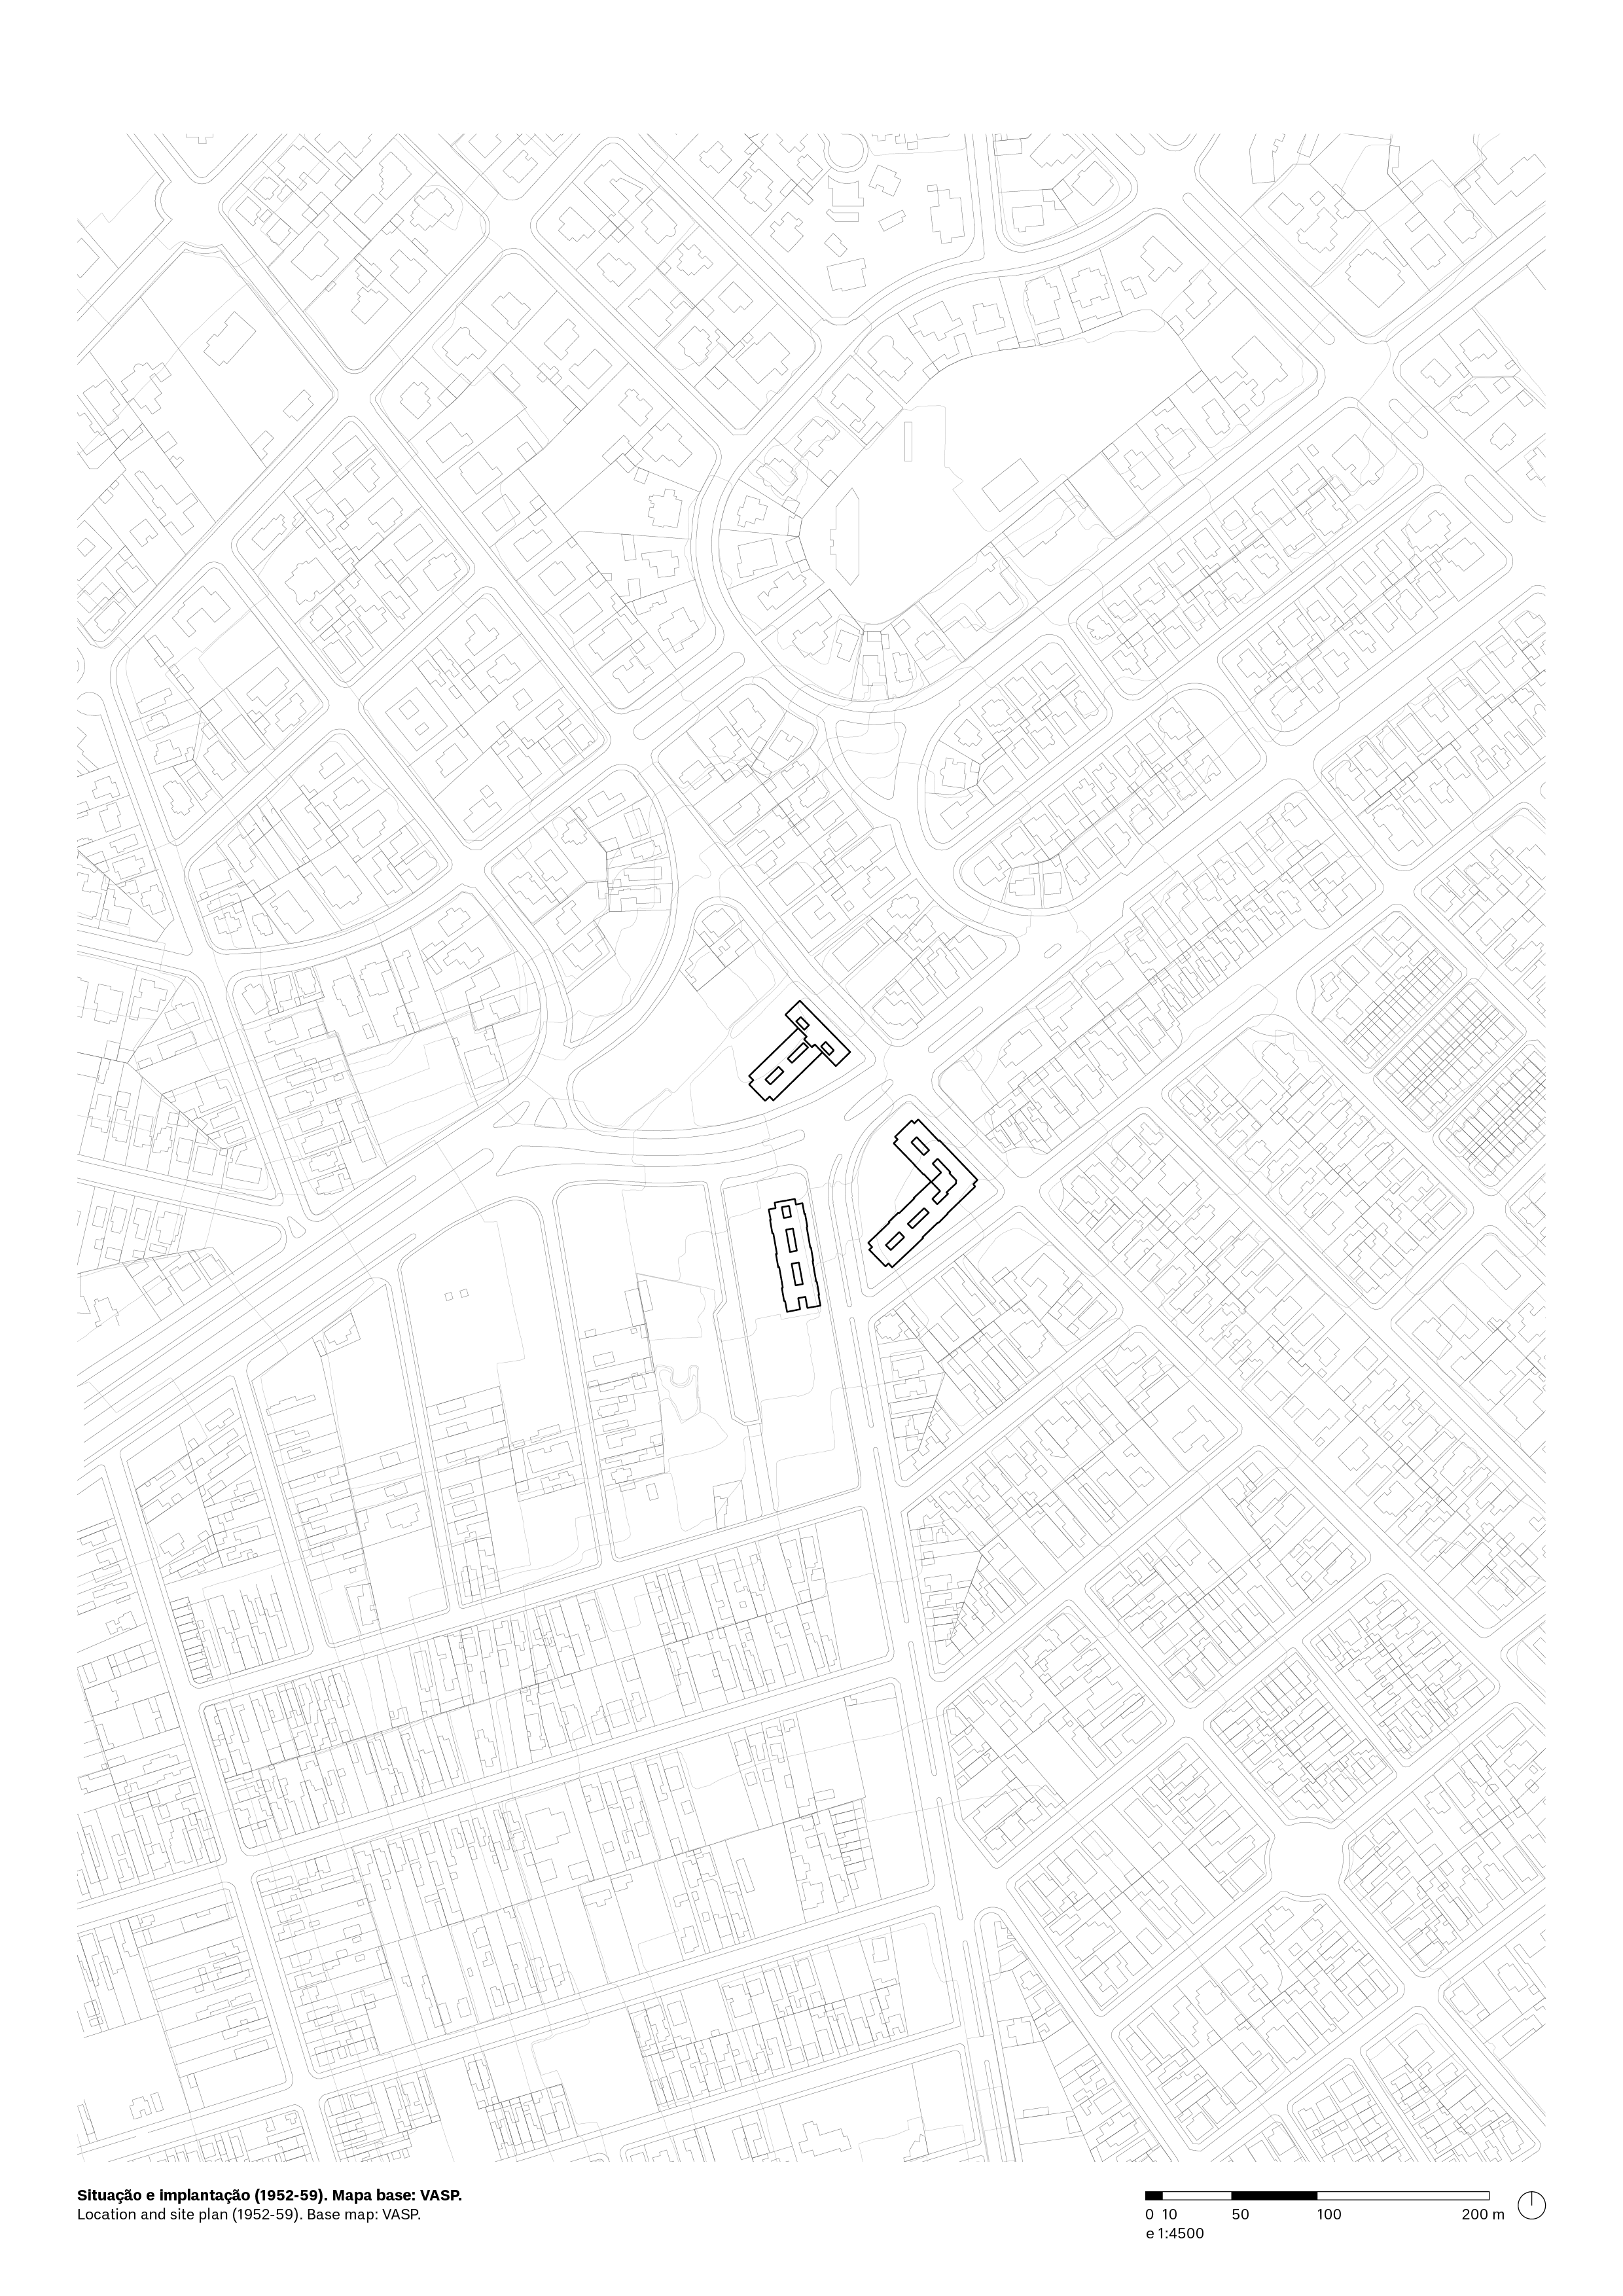 Situação e implantação (1952-59). Mapa base: VASP.
Location and site plan (1952-59). Base map: VASP.
0 10 50 100 200 m
e 1:4500